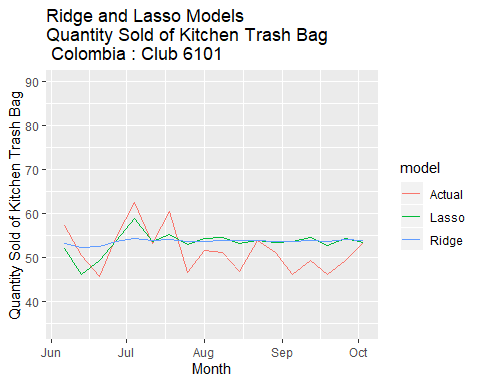 Ridge and Lasso Models
Quantity Sold of Kitchen Trash Bag
Colombia : Club 6101
Quantity Sold of Kitchen Trash Bag
90
80
70
60
50
40
Jun
Jul
Aug
Sep
Oct
Month
model
Actual
Lasso
Ridge